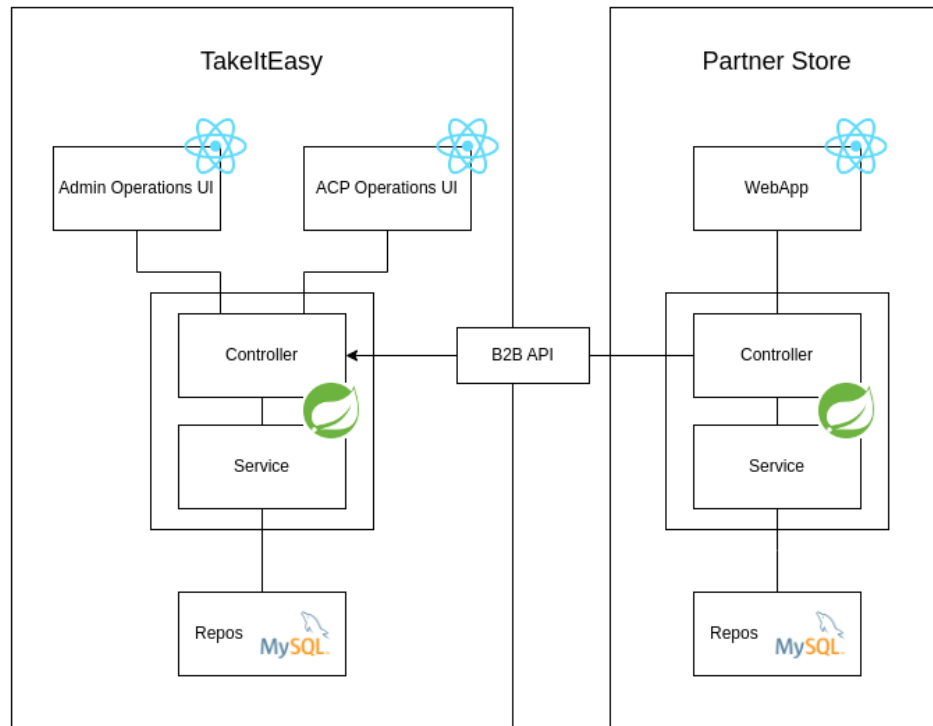 TakeItEasy
Partner Store
Admin Operations UI
ACP Operations UI
WebApp
Controller
B2B API
Controller
Service
Service
Repos
MySQL
Repos
MySQL